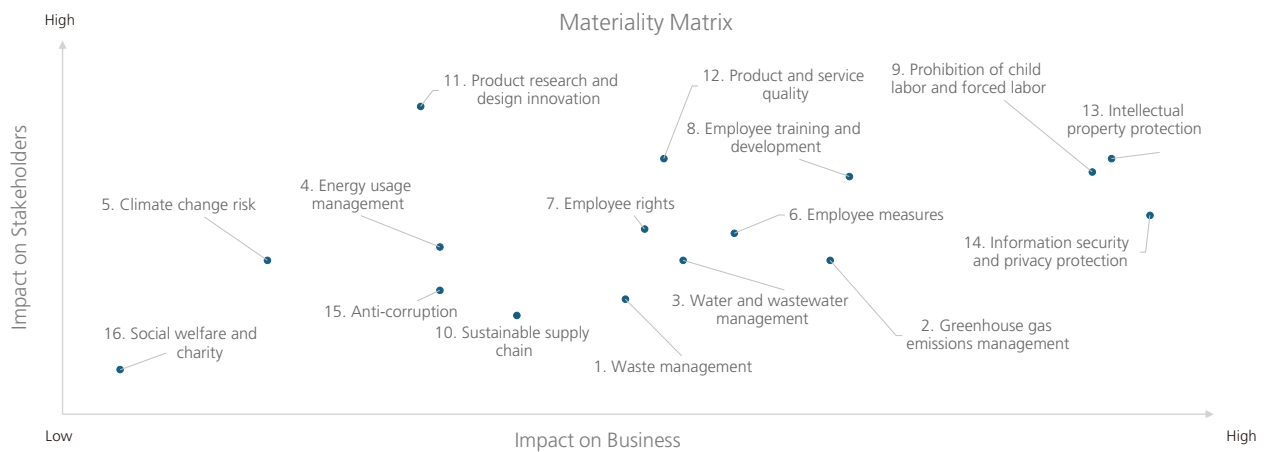 High
Materiality Matrix
11. Product research and
design innovation
12. Product and service
quality
9. Prohibition of child
labor and forced labor
13. Intellectual
property protection
8. Employee training and
development
4. Energy usage
management
5. Climate change risk
7. Employee rights
6. Employee measures
14. Information security
and privacy protection
3. Water and wastewater
management
15. Anti-corruption
16. Social welfare and
charity
10. Sustainable supply
chain
2. Greenhouse gas
emissions management
1. Waste management
Impact on Stakeholders
Low
Impact on Business
High